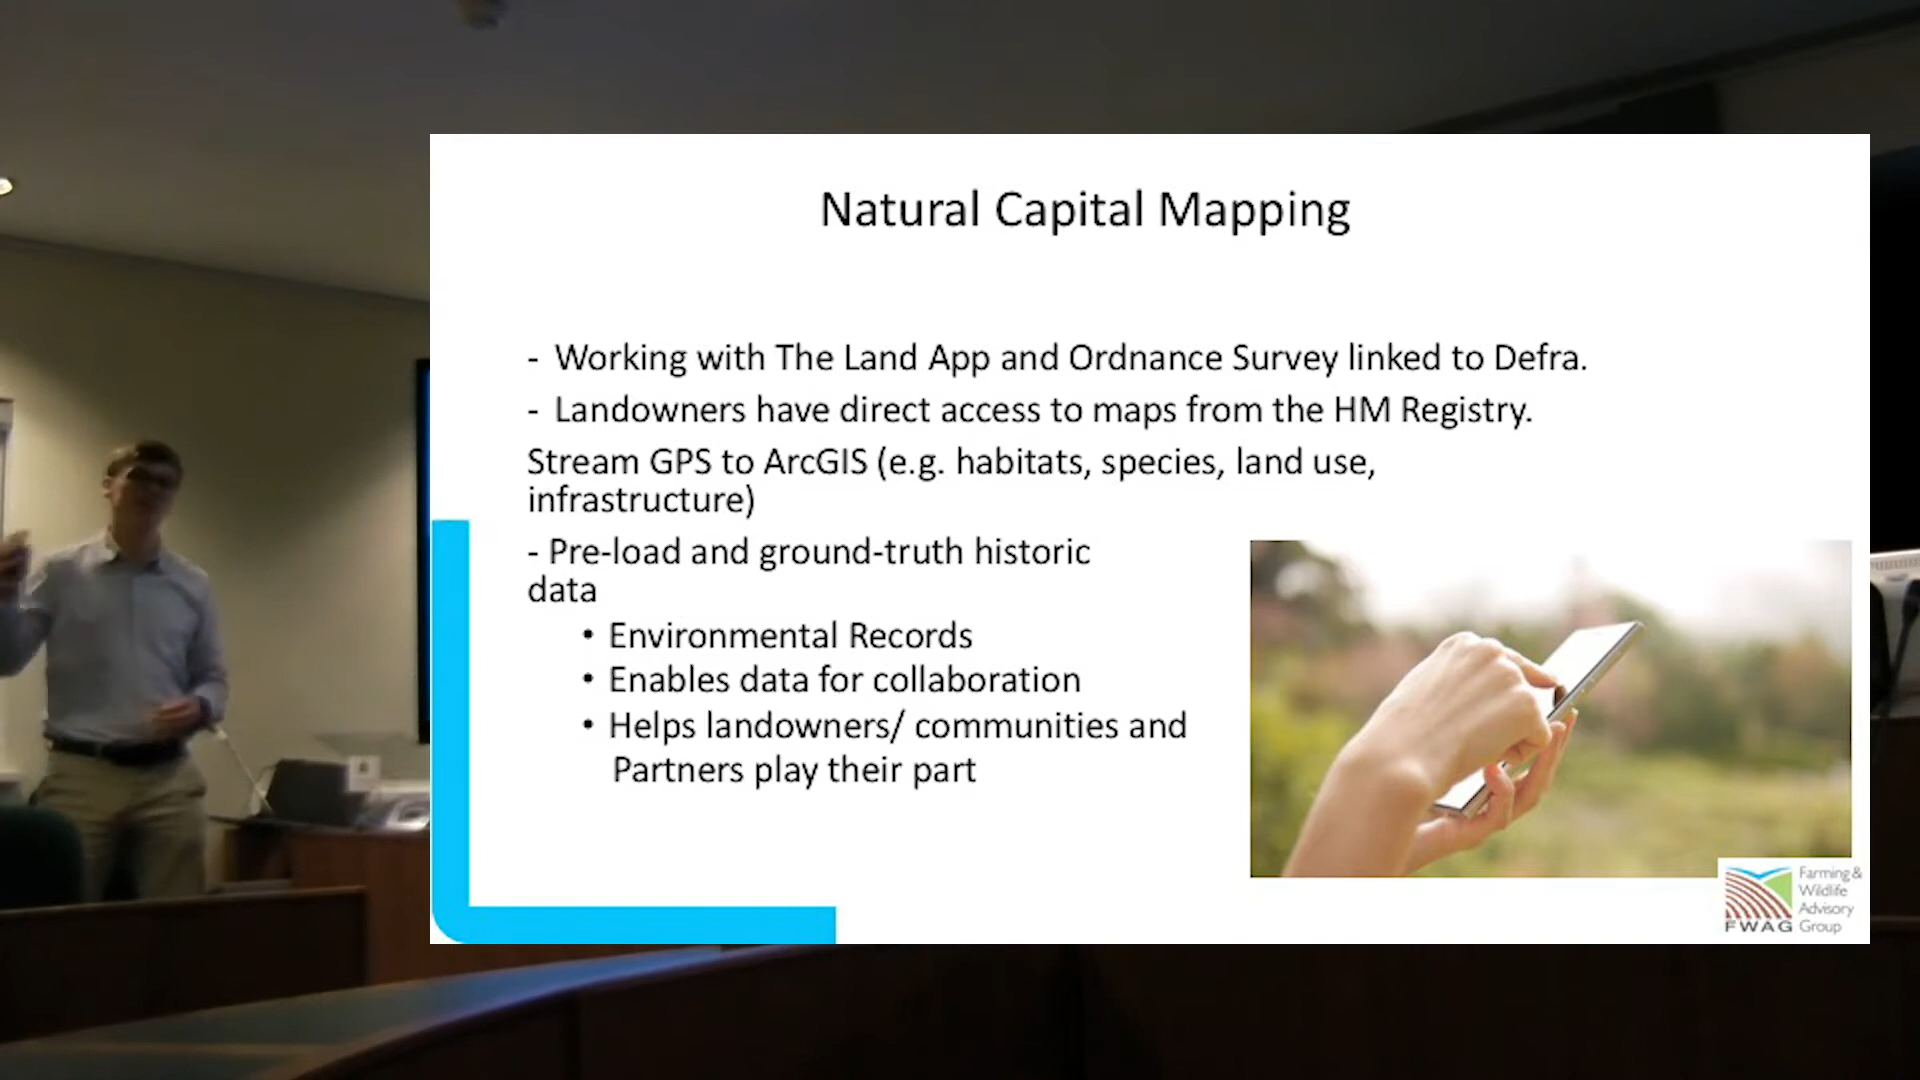 Natural Capital Mapping
- Working with The Land App and Ordnance Survey linked to Defra.
- Landowners have direct access to maps from the HM Registry.
Stream GPS to ArcGIS (e.g. habitats, species, land use,
infrastructure)
- Pre-load and ground-truth historic
data
• Environmental Records
• Enables data for collaboration
• Helps landowners/ communities and
Partners play their part
Farming &
Wildlife
Advisory
FWAG Group